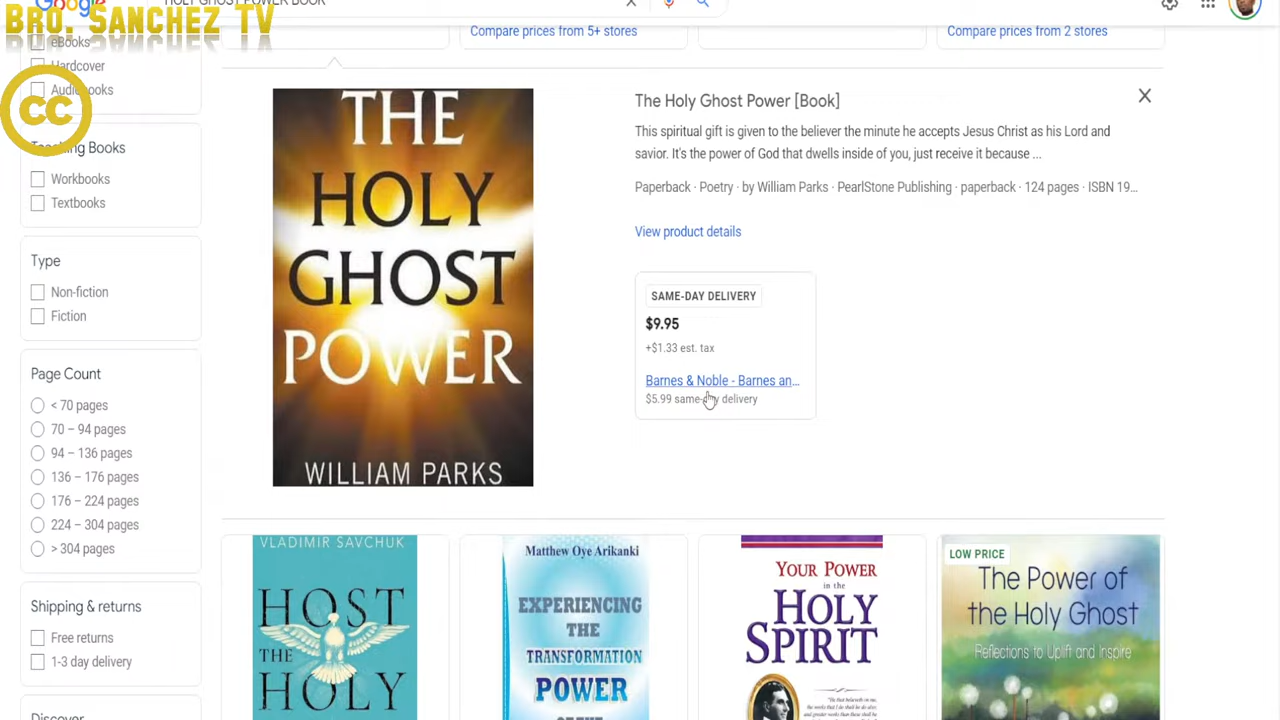 Google
HOLY GHOST POWER BOOK
BRO. SANCHEZ TV
CC
eBooks
Hardcover
Compare prices from 5+ stores
Compare prices from 2 stores
Teaching Books
Workbooks
Textbooks
Type
Non-fiction
Fiction
Page Count
< 70 pages
70 – 94 pages
94 – 136 pages
136 – 176 pages
176 – 224 pages
224 – 304 pages
> 304 pages
Shipping & returns
Free returns
1-3 day delivery
Discover
THE
HOLY
GHOST
POWER
WILLIAM PARKS
The Holy Ghost Power [Book]
This spiritual gift is given to the believer the minute he accepts Jesus Christ as his Lord and
savior. It's the power of God that dwells inside of you, just receive it because ...
Paperback · Poetry · by William Parks · PearlStone Publishing · paperback · 124 pages · ISBN 19...
View product details
SAME-DAY DELIVERY
$9.95
+$1.33 est. tax
Barnes & Noble - Barnes an...
$5.99 same-day delivery
VLADIMIR SAVCHUK
HOST
THE
HOLY
Matthew Oye Arikanki
EXPERIENCING
THE
TRANSFORMATION
POWER
YOUR POWER
in the
HOLY
SPIRIT
LOW PRICE
The Power of
the Holy Ghost
Reflections to Uplift and Inspire